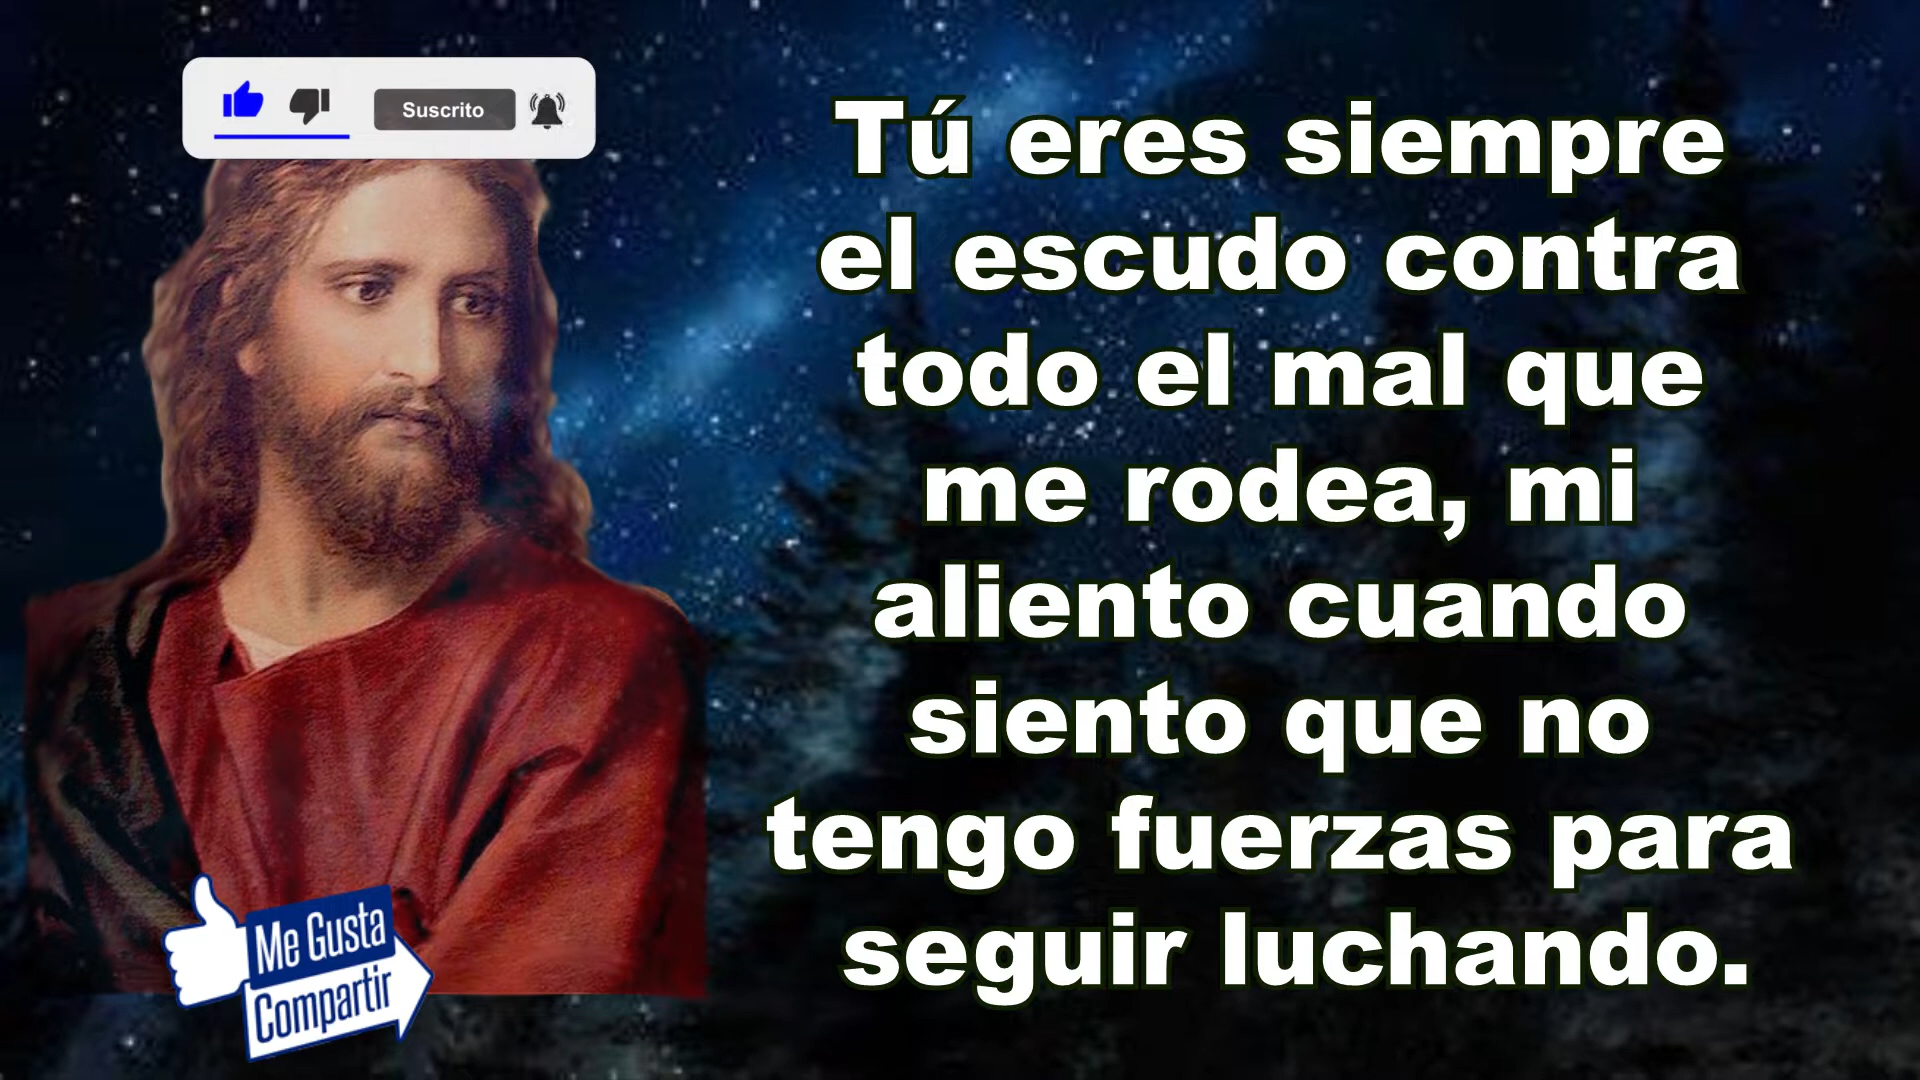 Suscrito
Tú eres siempre
el escudo contra
todo el mal que
me rodea, mi
aliento cuando
siento que no
tengo fuerzas para
seguir luchando.
Me Gusta
Compartir